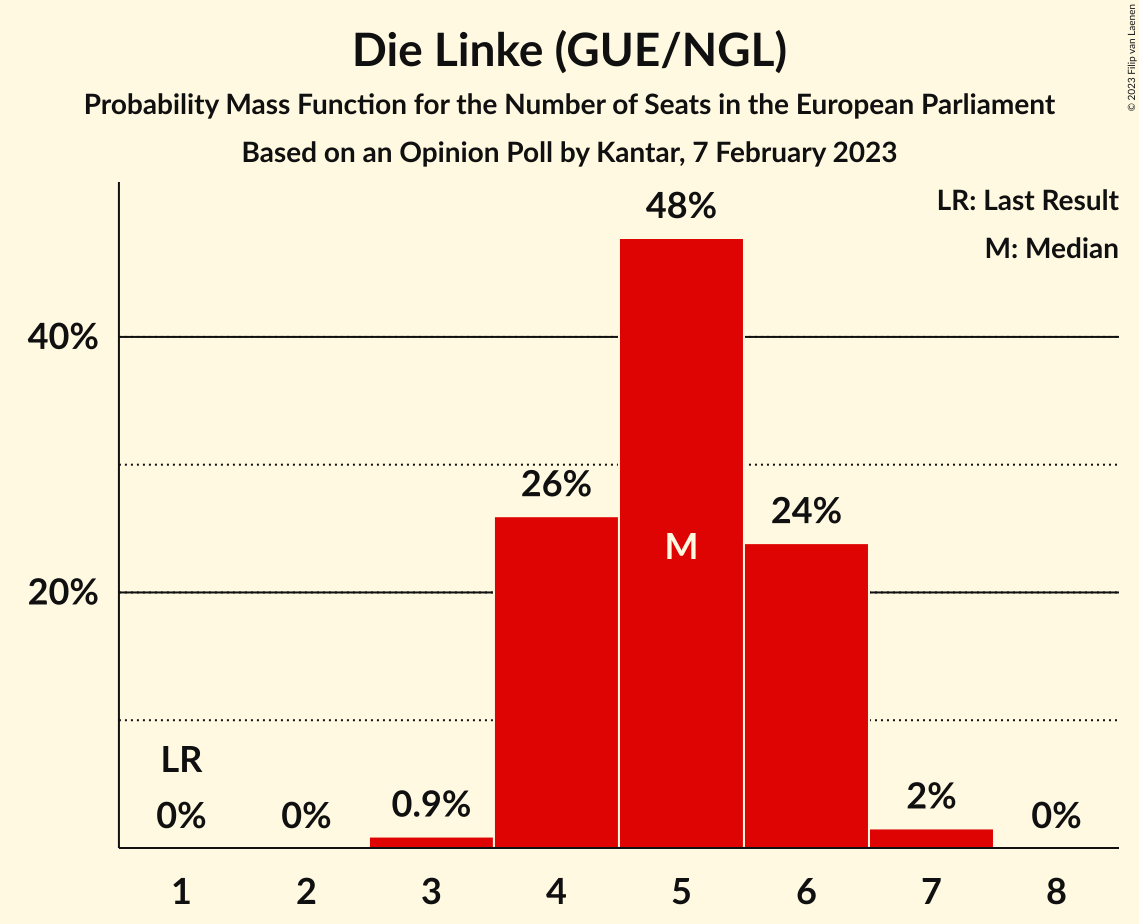 Die Linke (GUE/NGL)
Probability Mass Function for the Number of Seats in the European Parliament
Based on an Opinion Poll by Kantar, 7 February 2023
© 2023 Filip van Laenen
LR: Last Result
M: Median
48%
40%
26%
24%
M
20%
LR
0%
0%
0.9%
2%
0%
1
2
3
4
5
6
7
8